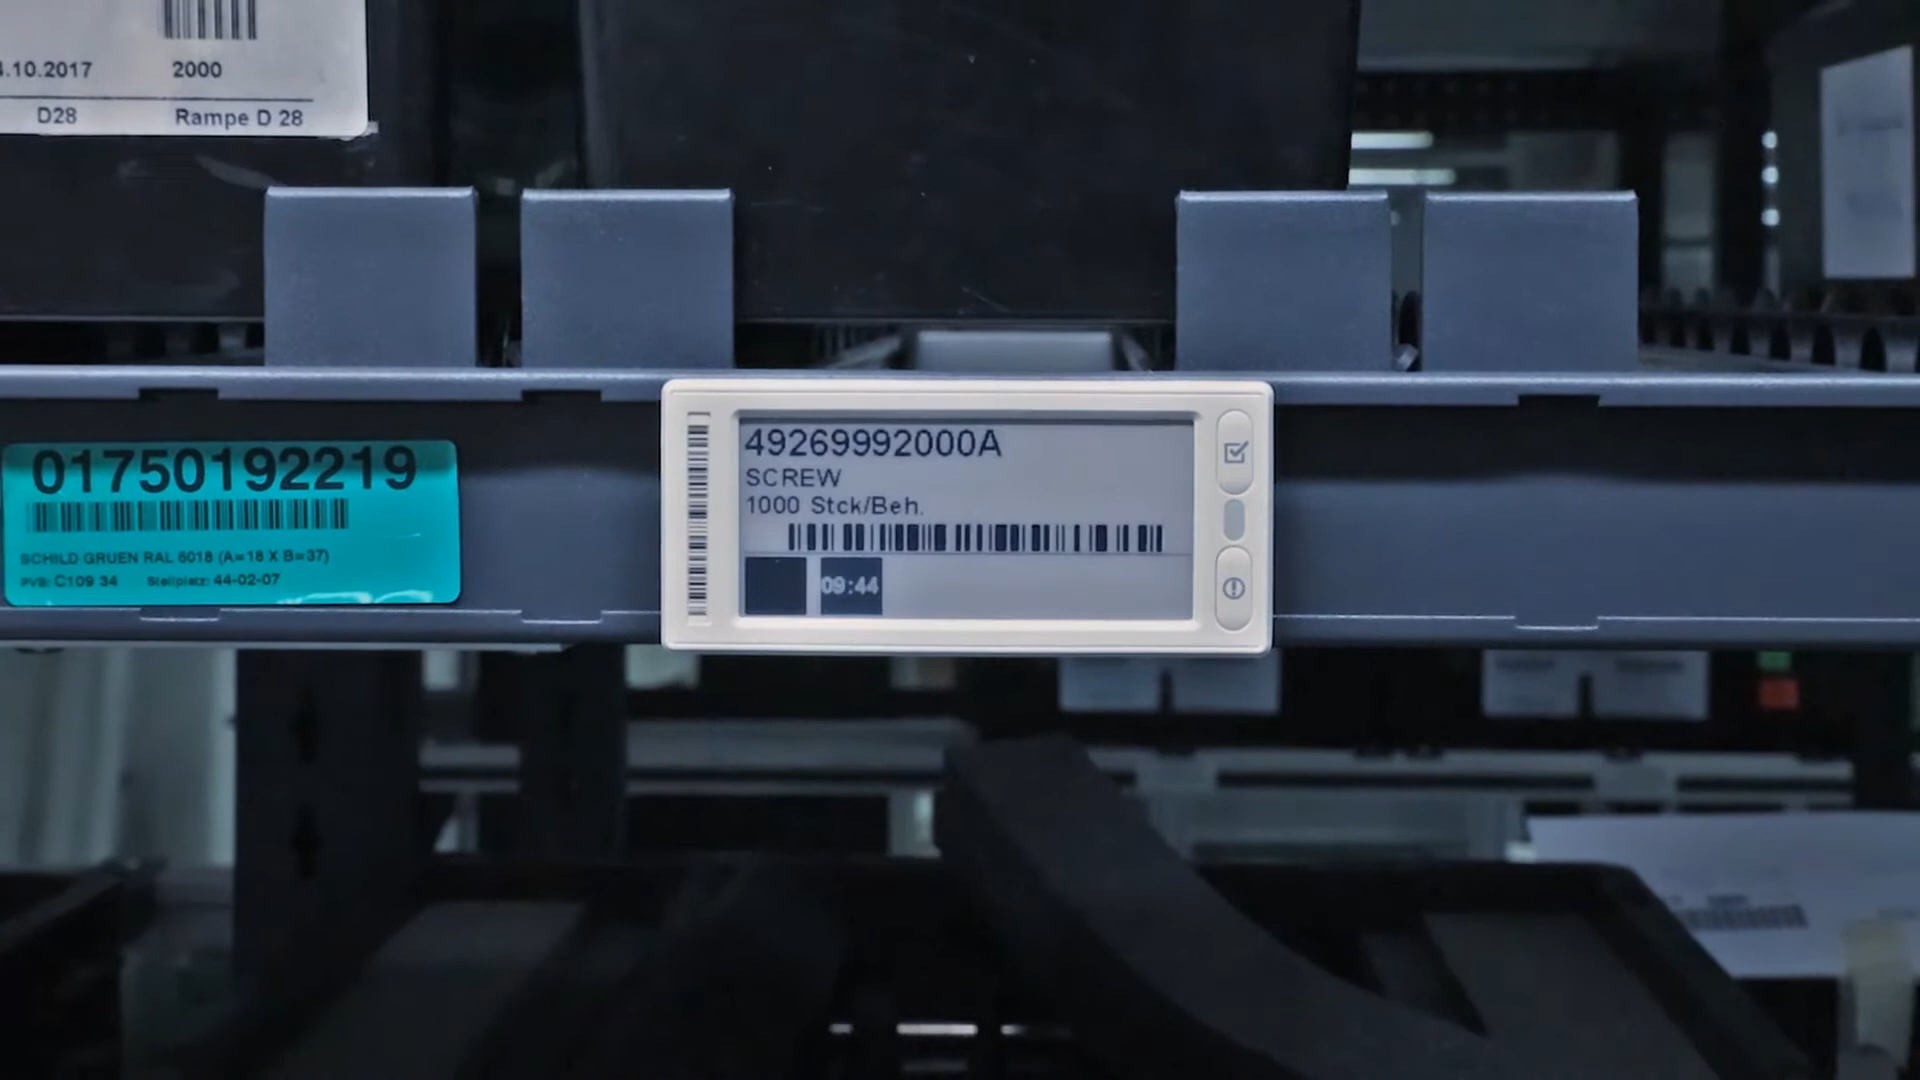 .10.2017 2000
D28 Rampe D 28
01750192219
SCHILD GRUEN RAL 6018 (A=18 X B=37)
PVB: C109 34 Stellplatz: 44-02-07
49269992000A
SCREW
1000 Stck/Beh.
09:44